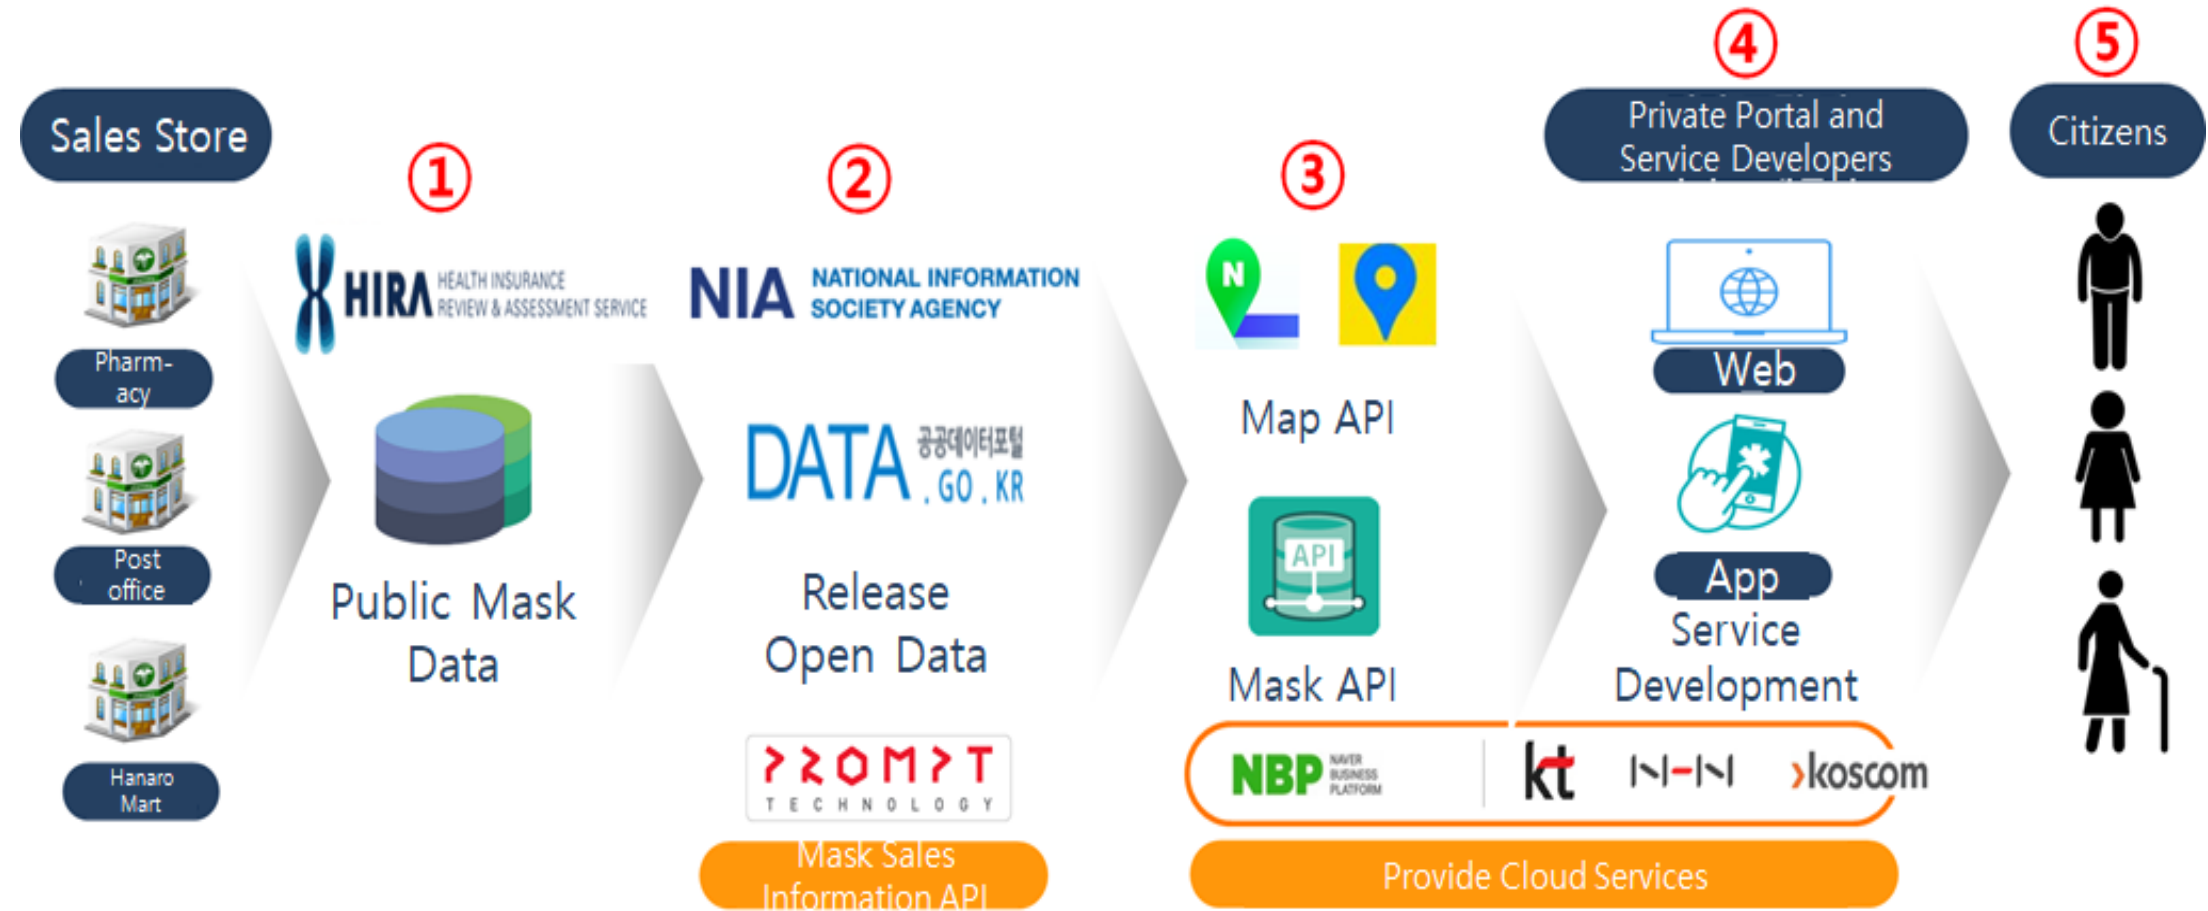 Sales Store
Pharm-
acy
Post
office
Hanaro
Mart
①
HIRA HEALTH INSURANCE
REVIEW & ASSESSMENT SERVICE
Public Mask
Data
②
NIA NATIONAL INFORMATION
SOCIETY AGENCY
DATA 공공데이터포털
.GO.KR
Release
Open Data
PROMPT
TECHNOLOGY
Mask Sales
Information API
③
N
Map API
API
Mask API
④
Private Portal and
Service Developers
Web
App
Service
Development
NBP NAVER
BUSINESS
PLATFORM
kt
NHN
koscom
Provide Cloud Services
⑤
Citizens